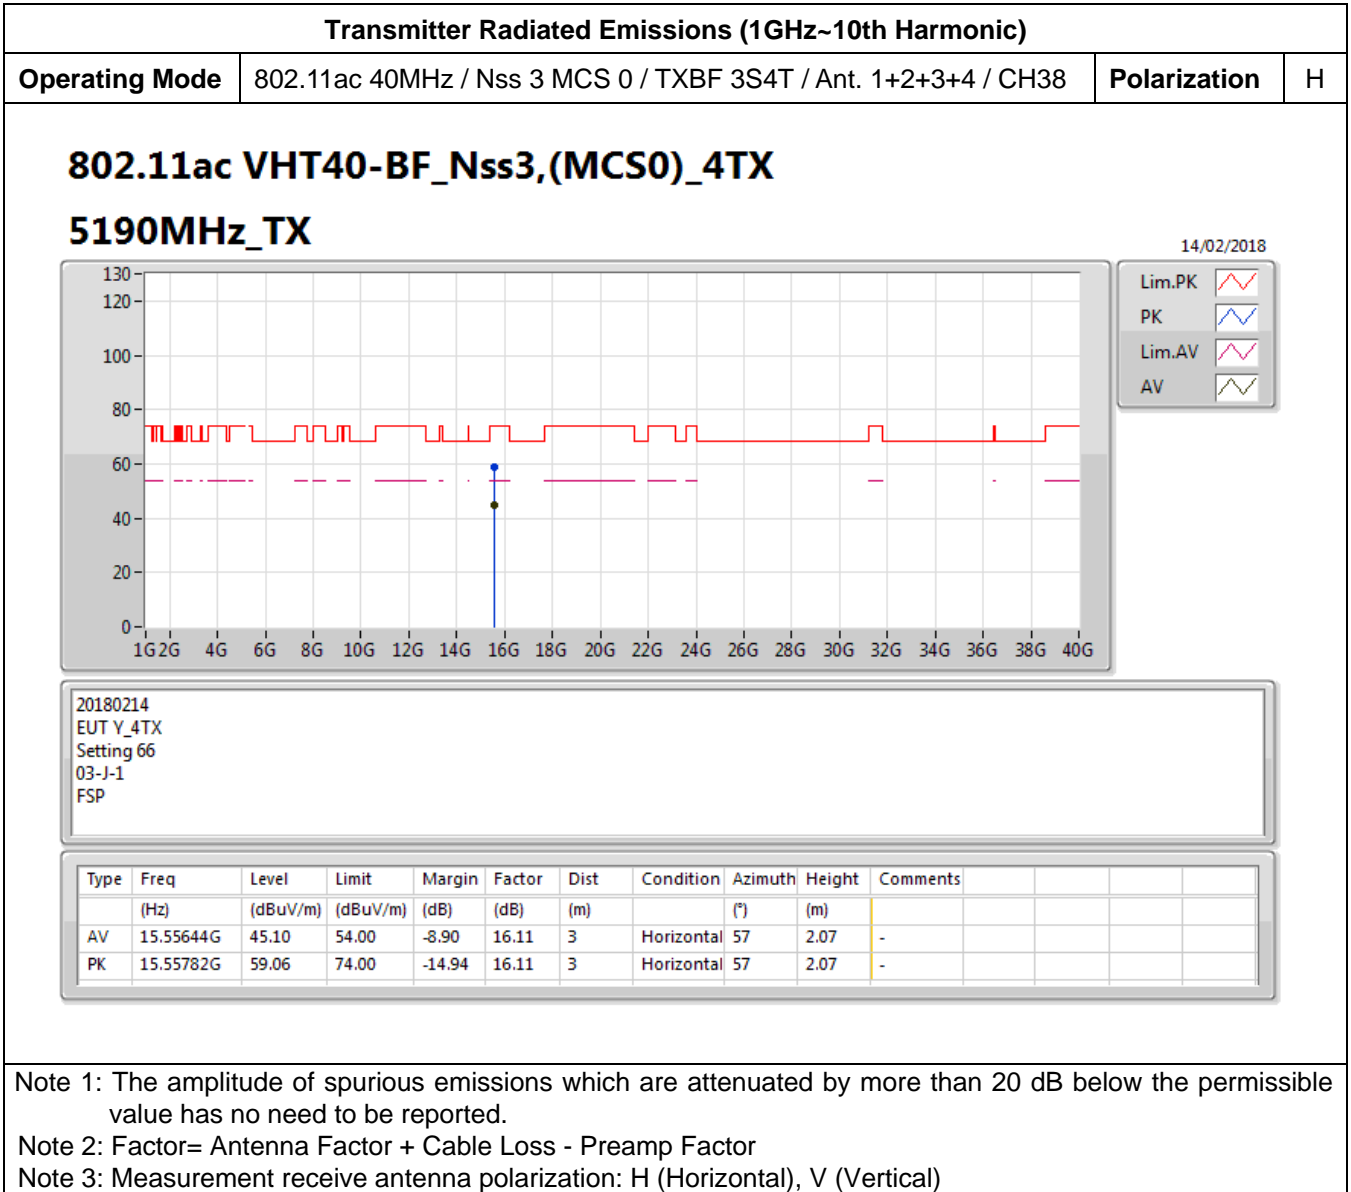 Transmitter Radiated Emissions (1GHz~10th Harmonic)
Operating Mode 802.11ac 40MHz / Nss 3 MCS 0 / TXBF 3S4T / Ant. 1+2+3+4 / CH38 Polarization H
802.11ac VHT40-BF_Nss3,(MCS0)_4TX
5190MHz_TX
14/02/2018
130
120
100
80
60
40
20
0
1G 2G 4G 6G 8G 10G 12G 14G 16G 18G 20G 22G 24G 26G 28G 30G 32G 34G 36G 38G 40G
Lim.PK
PK
Lim.AV
AV
20180214
EUT Y_4TX
Setting 66
03-J-1
FSP
Type Freq Level Limit Margin Factor Dist Condition Azimuth Height Comments
(Hz) (dBuV/m) (dBuV/m) (dB) (dB) (m) (°) (m)
AV 15.55644G 45.10 54.00 -8.90 16.11 3 Horizontal 57 2.07 -
PK 15.55782G 59.06 74.00 -14.94 16.11 3 Horizontal 57 2.07 -
Note 1: The amplitude of spurious emissions which are attenuated by more than 20 dB below the permissible
value has no need to be reported.
Note 2: Factor= Antenna Factor + Cable Loss - Preamp Factor
Note 3: Measurement receive antenna polarization: H (Horizontal), V (Vertical)